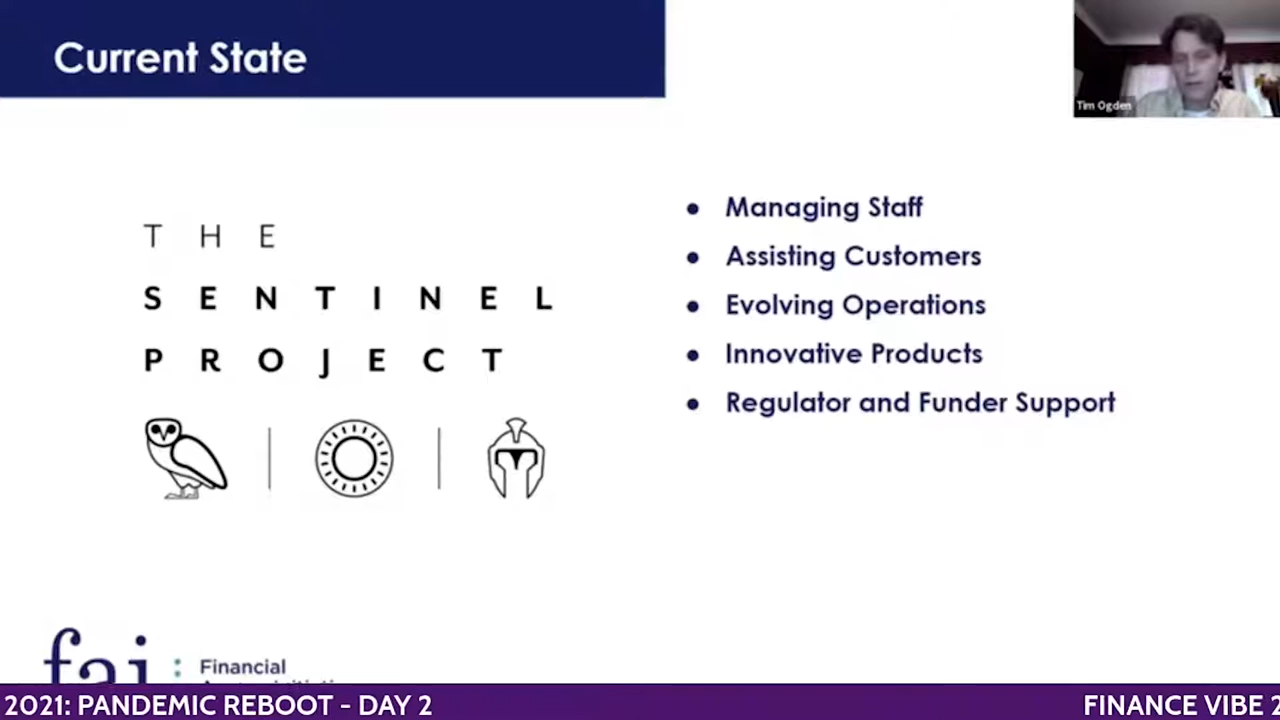 Current State
Tim Ogden
THE
SENTINEL
PROJECT
● Managing Staff
● Assisting Customers
● Evolving Operations
● Innovative Products
● Regulator and Funder Support
fai : Financial
2021: PANDEMIC REBOOT - DAY 2
FINANCE VIBE 2